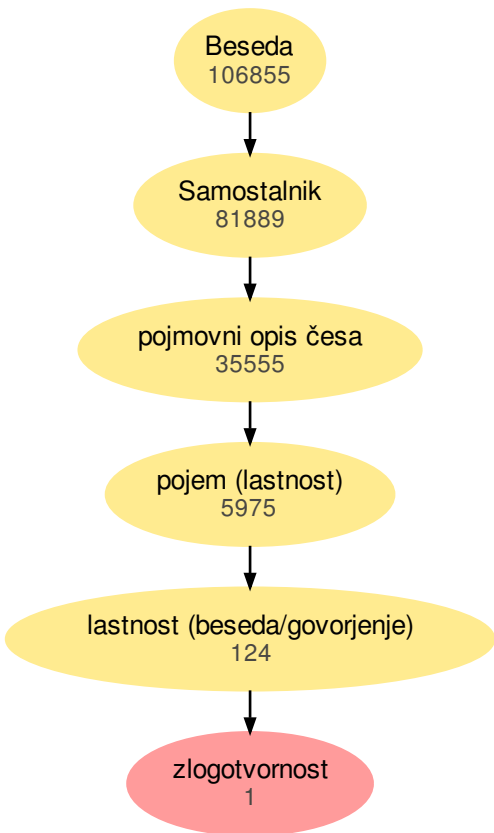 Beseda
106855
Samostalnik
81889
pojmovni opis česa
35555
pojem (lastnost)
5975
lastnost (beseda/govorjenje)
124
zlogotvornost
1